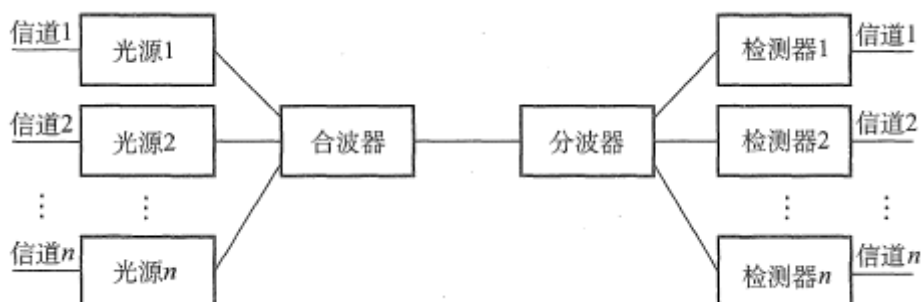 信道1
光源1
检测器1
信道1
信道2
光源2
合波器
分波器
检测器2
信道2
⋮
⋮
⋮
⋮
信道n
光源n
检测器n
信道n